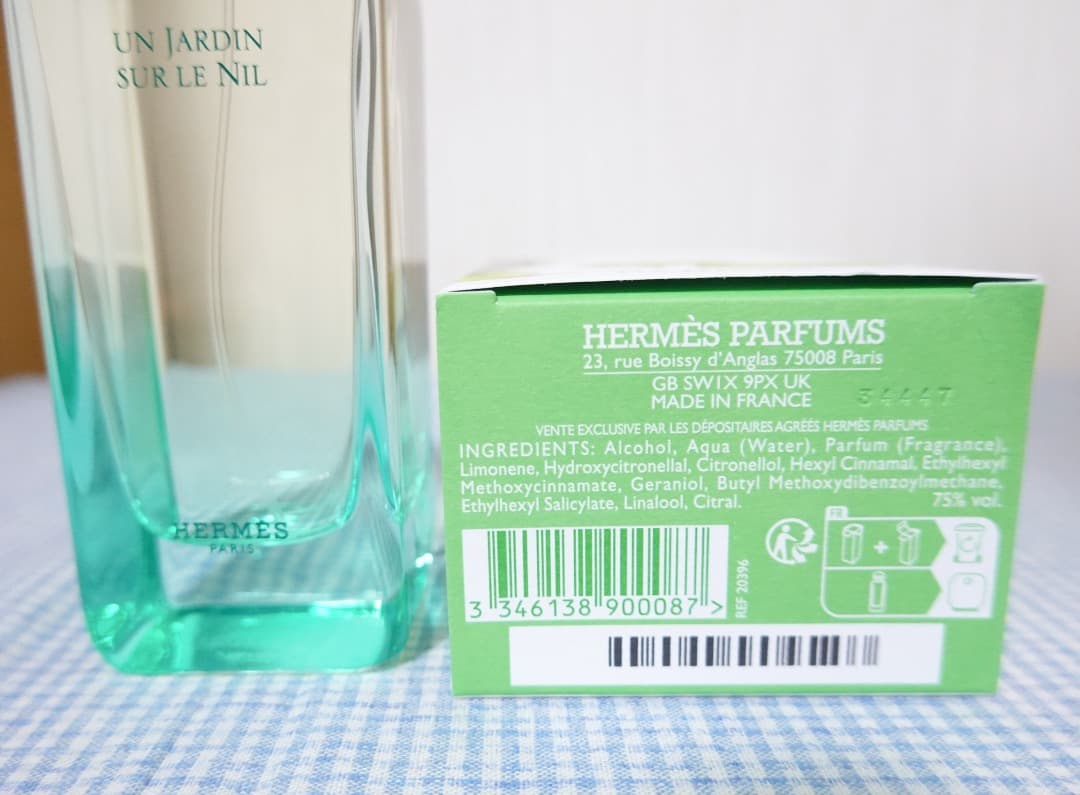 UN JARDIN
SUR LE NIL
HERMÈS
PARIS
HERMÈS PARFUMS
23, rue Boissy d'Anglas 75008 Paris
GB SW1X 9PX UK
MADE IN FRANCE
34447
VENTE EXCLUSIVE PAR LES DÉPOSITAIRES AGRÉÉS HERMÈS PARFUMS
INGREDIENTS: Alcohol, Aqua (Water), Parfum (Fragrance),
Limonene, Hydroxycitronellal, Citronellol, Hexyl Cinnamal, Ethylhexyl
Methoxycinnamate, Geraniol, Butyl Methoxydibenzoylmethane,
Ethylhexyl Salicylate, Linalool, Citral. 75% vol.
FR
3 346138 900087 >
REF 20396